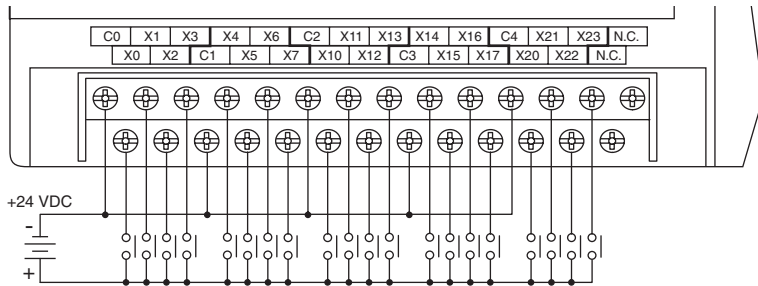 C0 X1 X3 X4 X6 C2 X11 X13 X14 X16 C4 X21 X23 N.C.
X0 X2 C1 X5 X7 X10 X12 C3 X15 X17 X20 X22 N.C.
+24 VDC
-
+